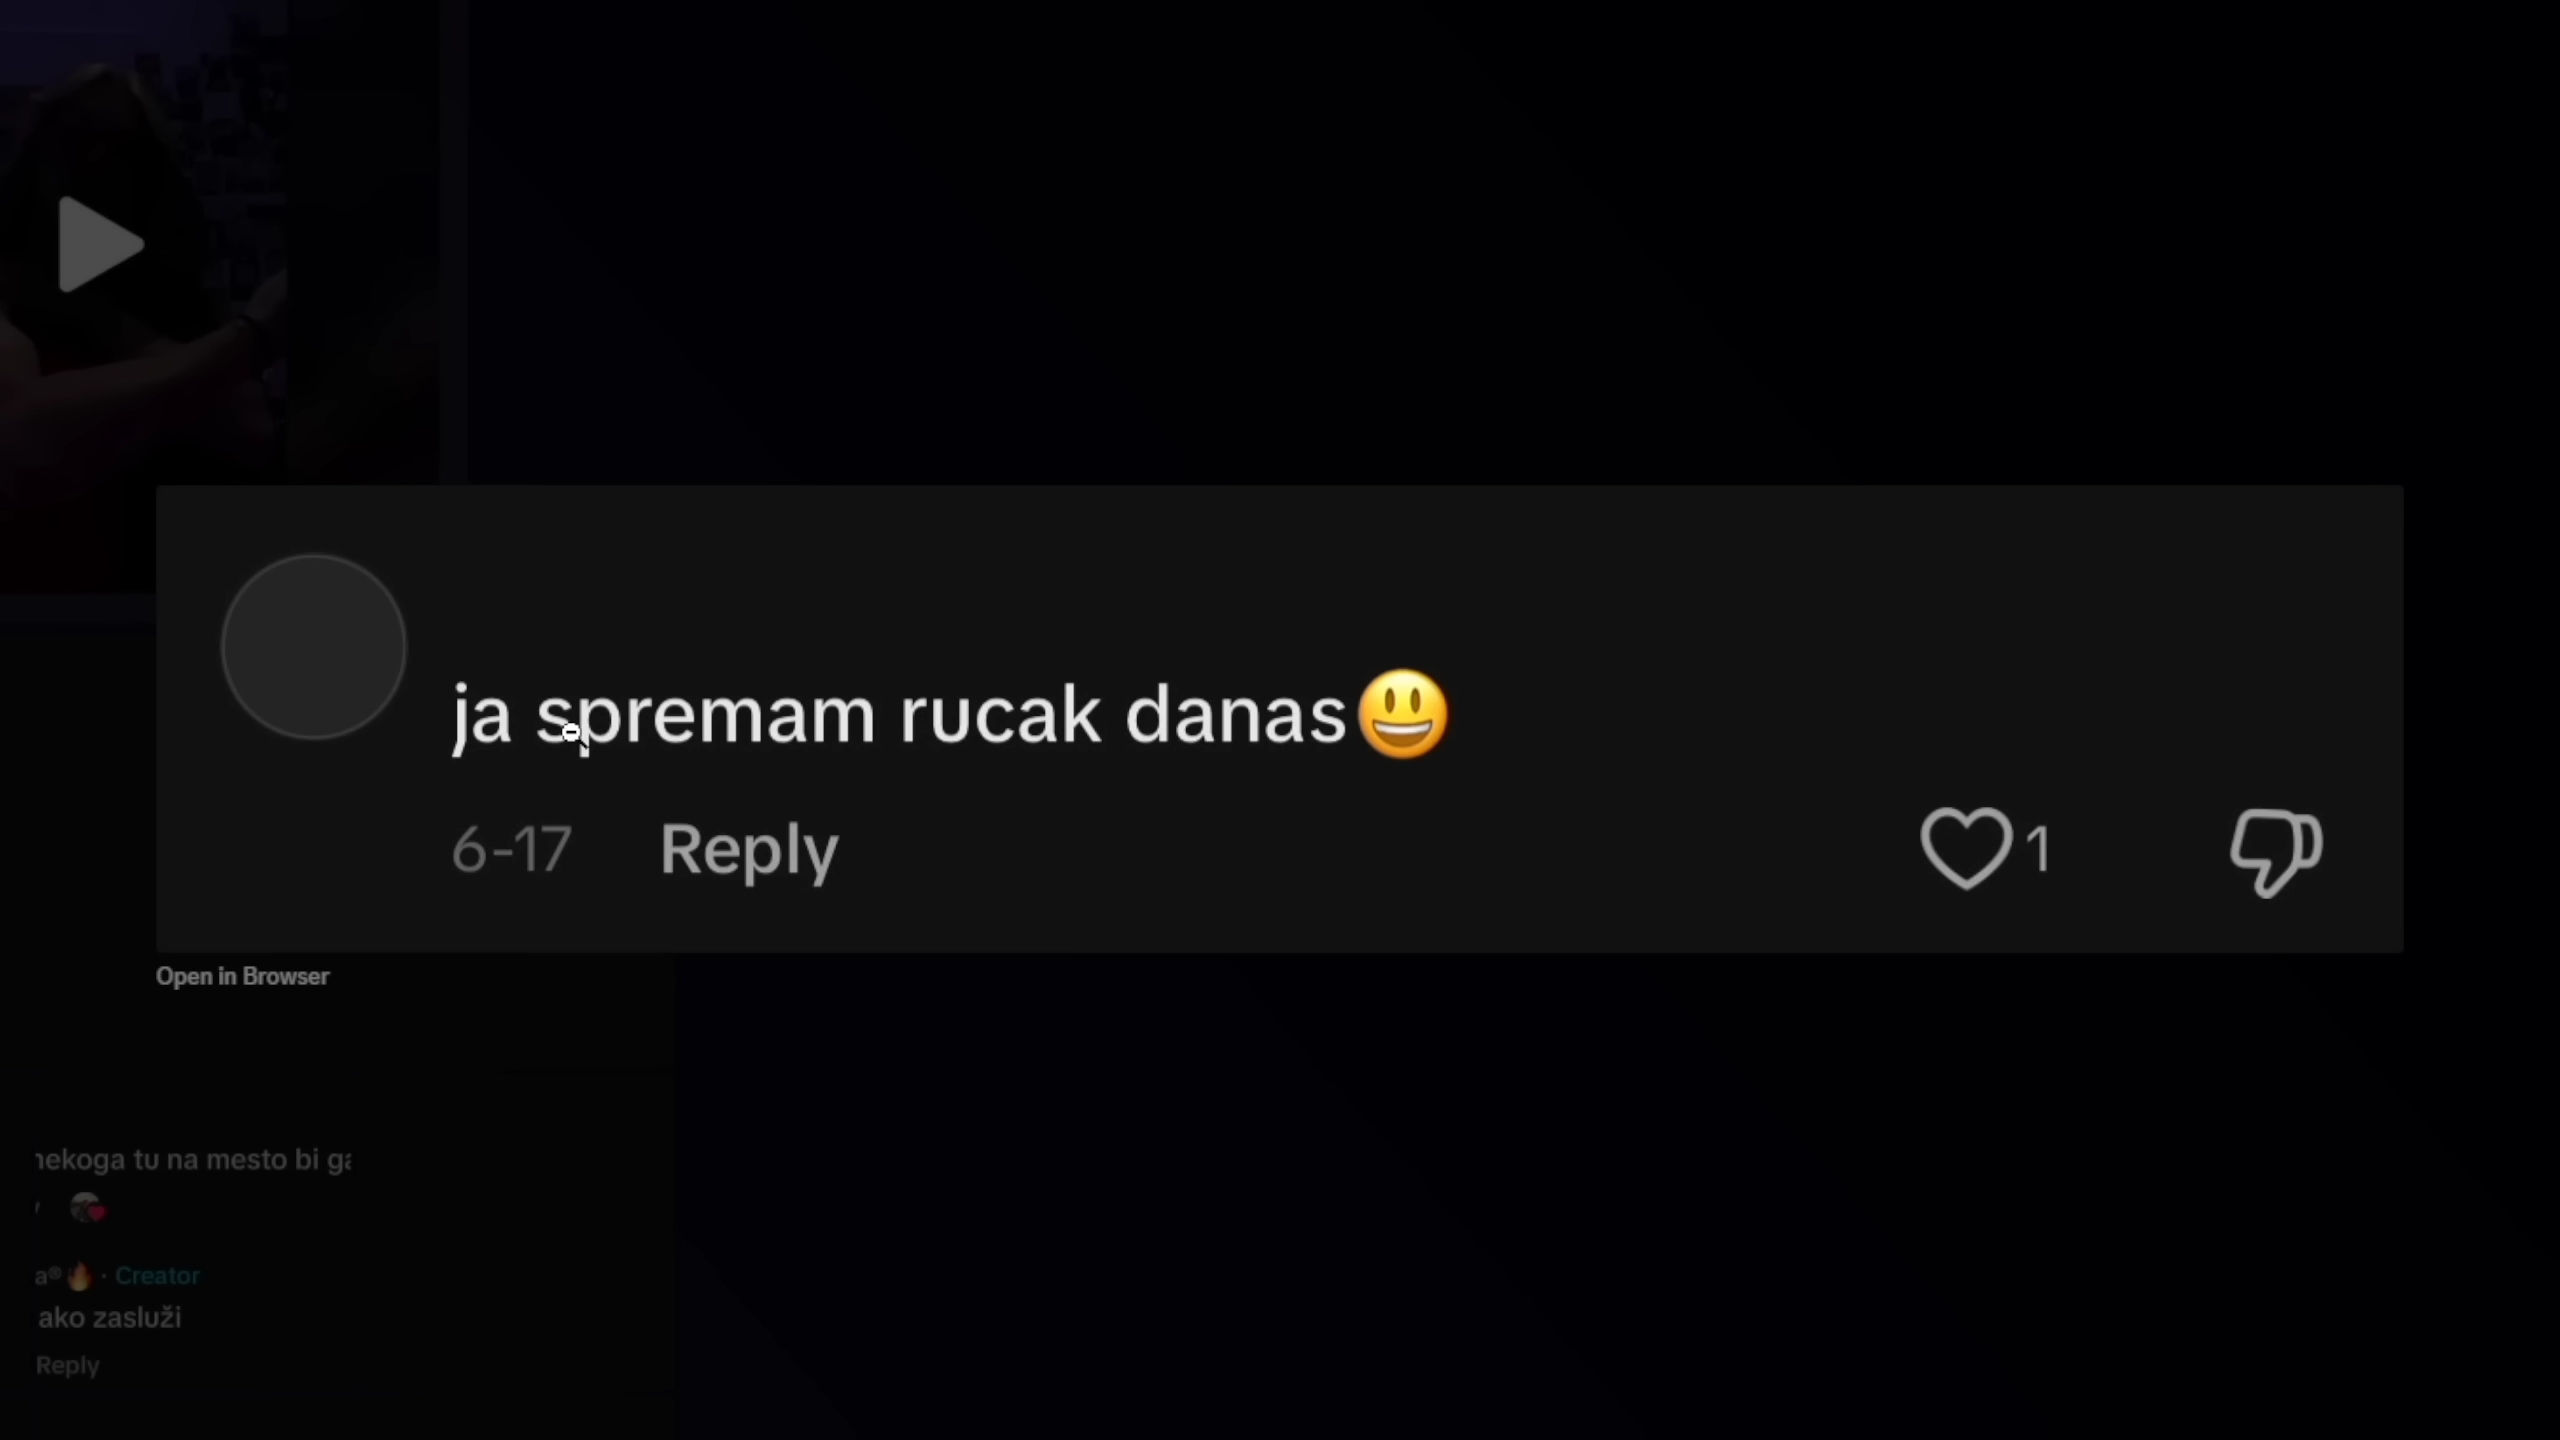 ja spremam rucak danas😃
6-17 Reply
1
Open in Browser
tu na mesto bi
Creator
ako zasluži
Reply